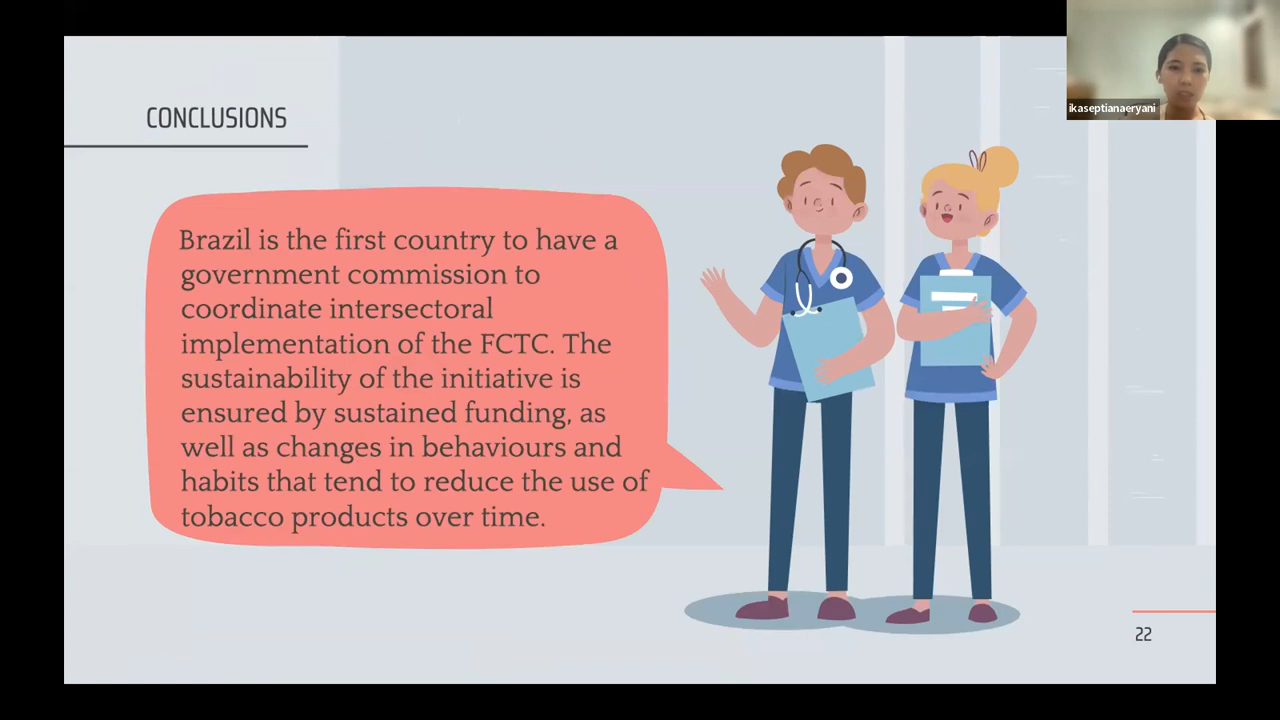 ikaseptianaeryani
CONCLUSIONS
Brazil is the first country to have a
government commission to
coordinate intersectoral
implementation of the FCTC. The
sustainability of the initiative is
ensured by sustained funding, as
well as changes in behaviours and
habits that tend to reduce the use of
tobacco products over time.
22